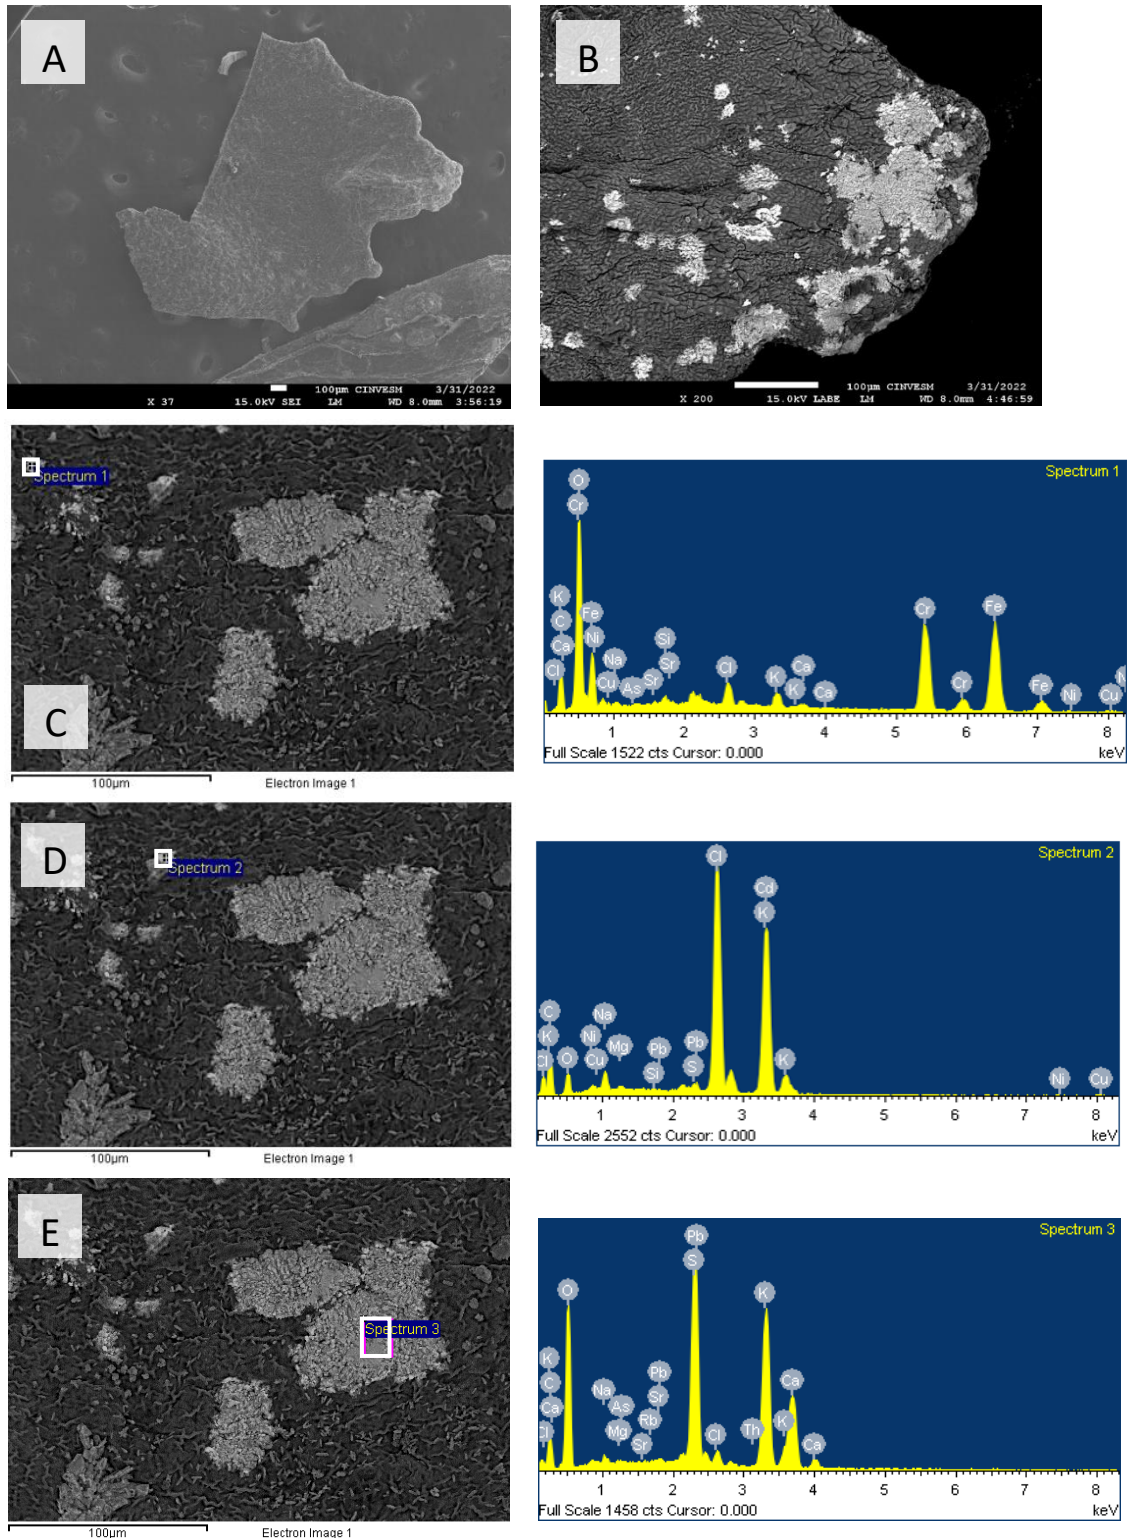 A
B
100µm CINVESM 3/31/2022
X 37 15.0kV SEI LM WD 8.0mm 3:56:19
100µm CINVESM 3/31/2022
X 200 15.0kV LABE LM WD 8.0mm 4:46:59
Spectrum 1
C
100µm Electron Image 1
Spectrum 1
O
Cr
K
C
Ca
Cl
Fe
Ni
Na
Cu
As
Sr
Si
Sr
Cl
K
K
Ca
Ca
Cr
Cr
Fe
Fe
Ni
Cu
1 2 3 4 5 6 7 8
Full Scale 1522 cts Cursor: 0.000 keV
D
Spectrum 2
100µm Electron Image 1
Spectrum 2
Cl
Cd
K
C
K
Cl
O
Ni
Cu
Na
Mg
Pb
Si
Pb
S
K
Ni
Cu
1 2 3 4 5 6 7 8
Full Scale 2552 cts Cursor: 0.000 keV
E
Spectrum 3
100µm Electron Image 1
Spectrum 3
Pb
S
O
K
K
C
Ca
Cl
Na
As
Mg
Pb
Sr
Rb
Sr
Cl
Th
K
Ca
Ca
1 2 3 4 5 6 7 8
Full Scale 1458 cts Cursor: 0.000 keV